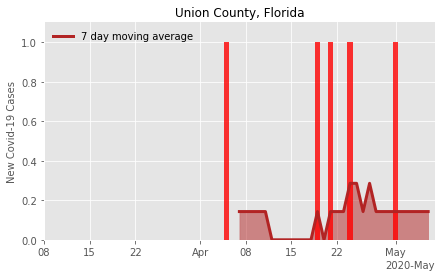 Union County, Florida
7 day moving average
New Covid-19 Cases
1.0
0.8
0.6
0.4
0.2
0.0
08 15 22 Apr 08 15 22 May
2020-May